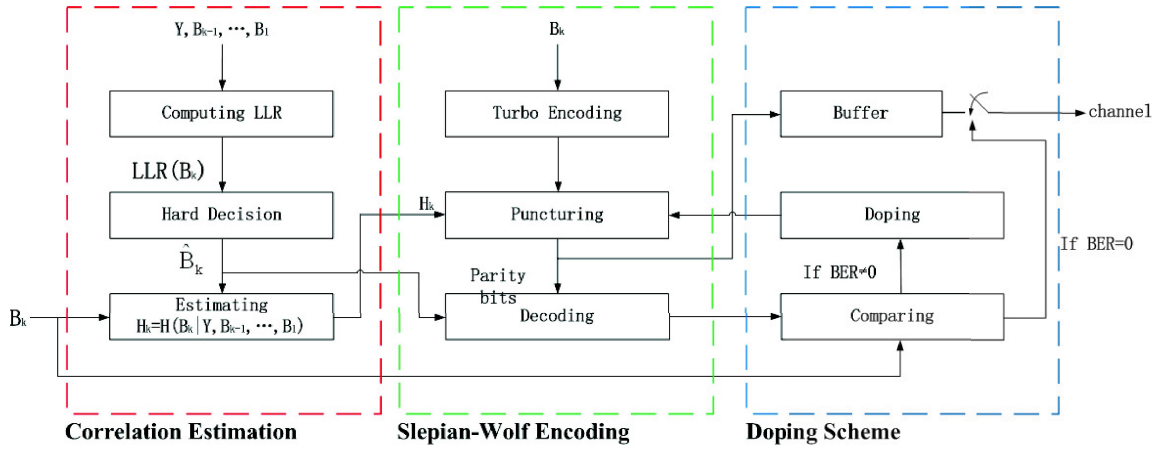 Y, Bₖ₋₁, ⋯, B₁
Computing LLR
LLR(Bₖ)
Hard Decision
B̂ₖ
Estimating
Hₖ=H(Bₖ|Y, Bₖ₋₁, ⋯, B₁)
Bₖ
Correlation Estimation
Bₖ
Turbo Encoding
Hₖ
Puncturing
Parity
bits
Decoding
Slepian-Wolf Encoding
Buffer
channel
Doping
If BER≠0
If BER=0
Comparing
Doping Scheme